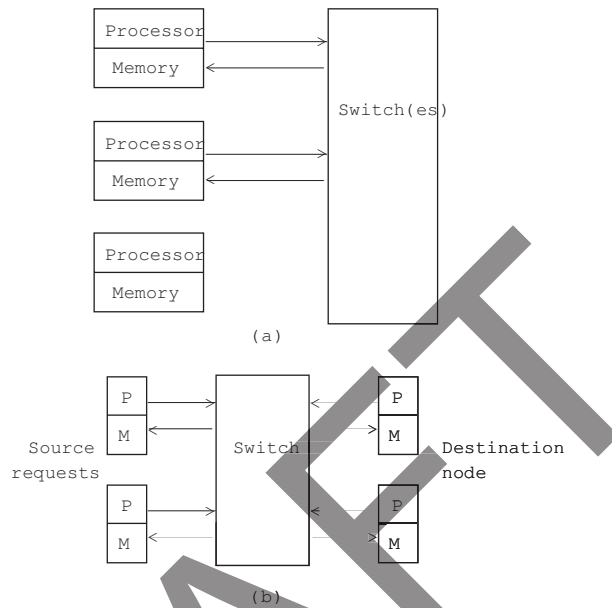 Processor
Memory
Switch(es)
Processor
Memory
Processor
Memory
(a)
P
M
Source
requests
Switch
P
M
Destination
node
P
M
P
M
(b)